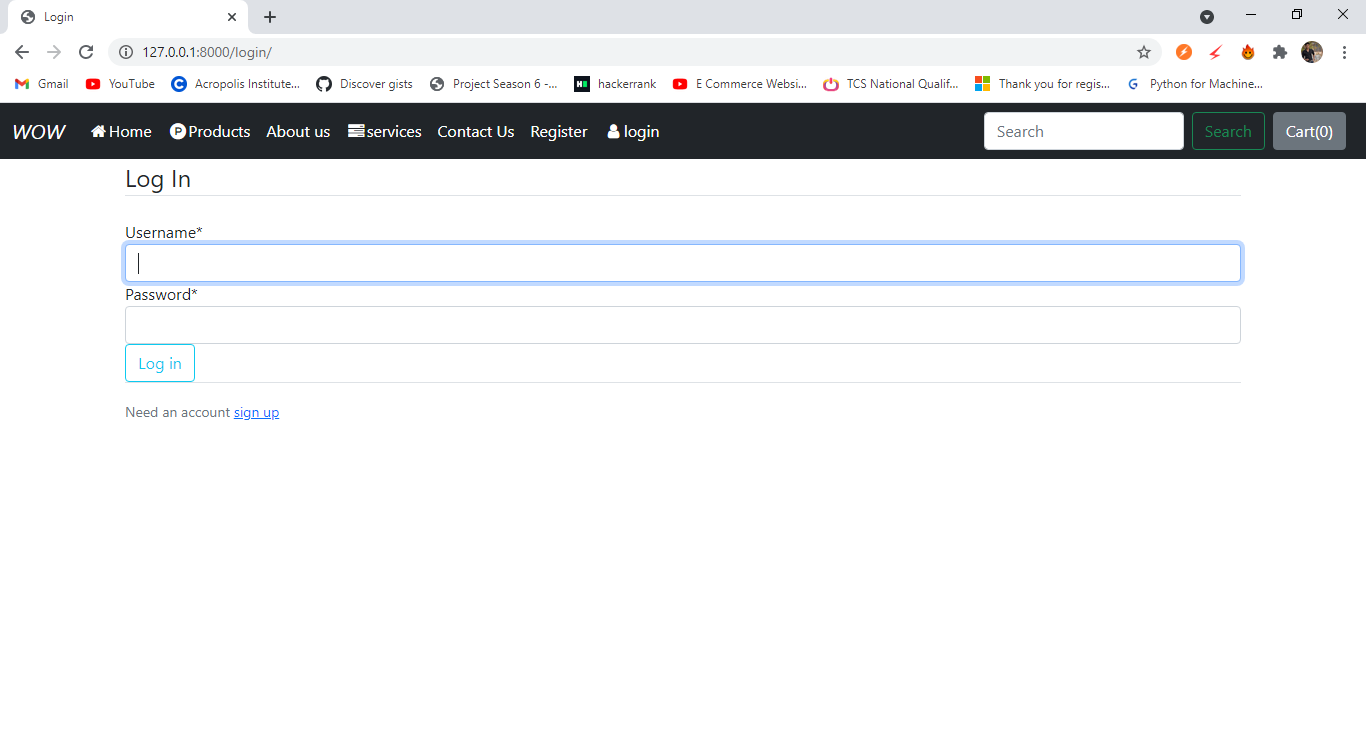 Login
127.0.0.1:8000/login/
Gmail YouTube Acropolis Institute... Discover gists Project Season 6 -... hackerrank E Commerce Websi... TCS National Qualif... Thank you for regis... Python for Machine...
WOW Home Products About us services Contact Us Register login Search Search Cart(0)
Log In
Username*
Password*
Log in
Need an account sign up